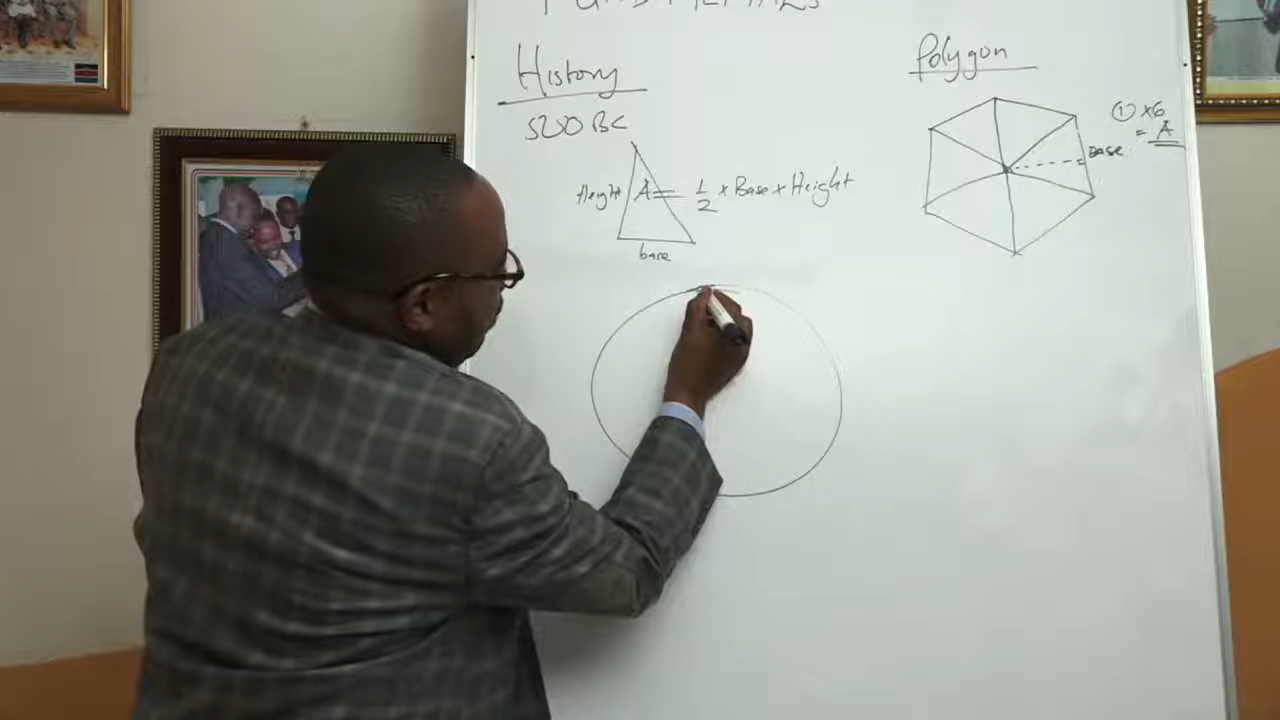 History
500 BC
Height A = 1/2 × Base × Height
base
Polygon
① ×6
= A
Base